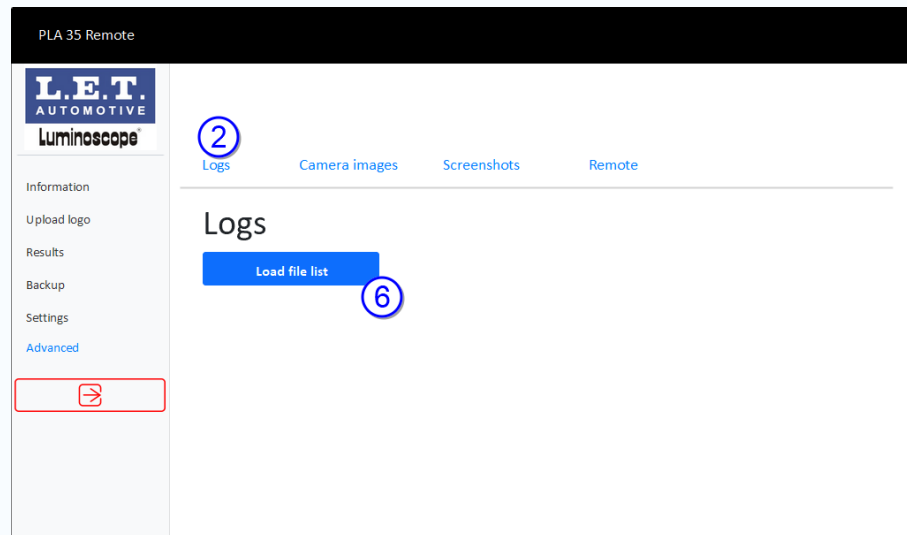 PLA 35 Remote
L.E.T.
AUTOMOTIVE
Luminoscope®
Information
Upload logo
Results
Backup
Settings
Advanced
2
Logs Camera images Screenshots Remote
Logs
Load file list
6